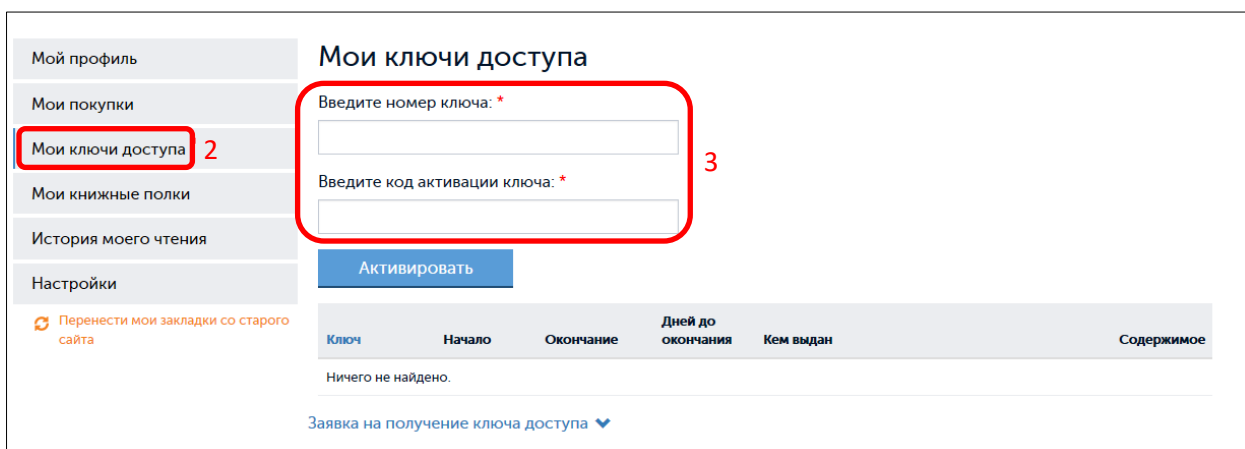 Мой профиль
Мои покупки
Мои ключи доступа 2
Мои книжные полки
История моего чтения
Настройки
Перенести мои закладки со старого
сайта
Мои ключи доступа
Введите номер ключа: *
3
Введите код активации ключа: *
Активировать
Ключ Начало Окончание Дней до окончания Кем выдан Содержимое
Ничего не найдено.
Заявка на получение ключа доступа